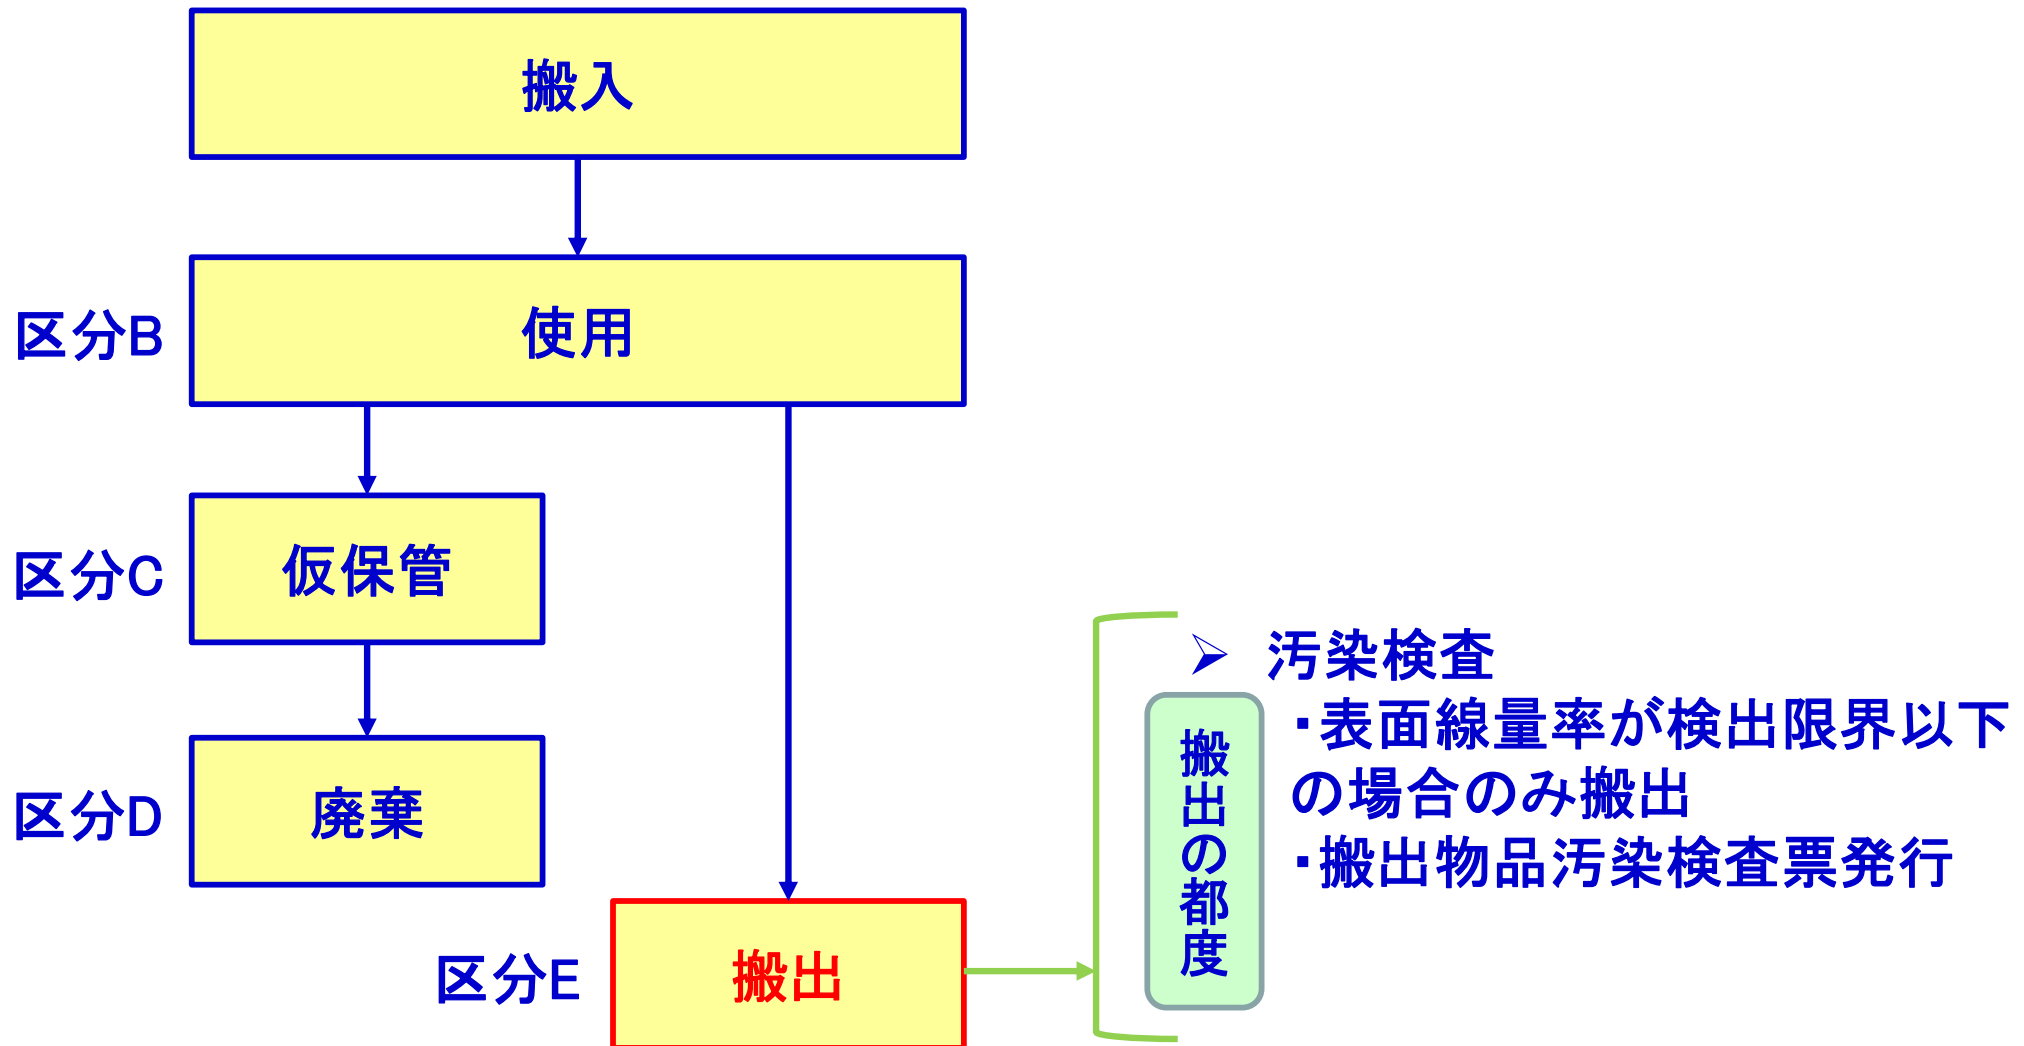 搬入
区分B
使用
区分C
仮保管
区分D
廃棄
区分E
搬出
搬出の都度
➢ 汚染検査
・表面線量率が検出限界以下
の場合のみ搬出
・搬出物品汚染検査票発行